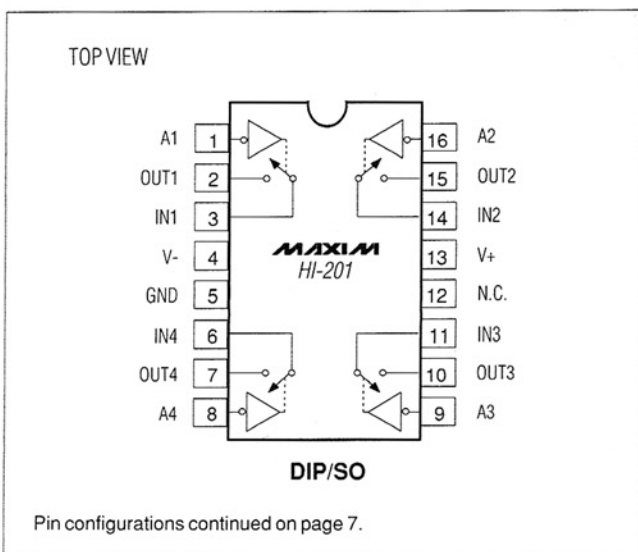 TOP VIEW
A1 1 16 A2
OUT1 2 15 OUT2
IN1 3 14 IN2
V- 4 MAXIM 13 V+
HI-201
GND 5 12 N.C.
IN4 6 11 IN3
OUT4 7 10 OUT3
A4 8 9 A3
DIP/SO
Pin configurations continued on page 7.